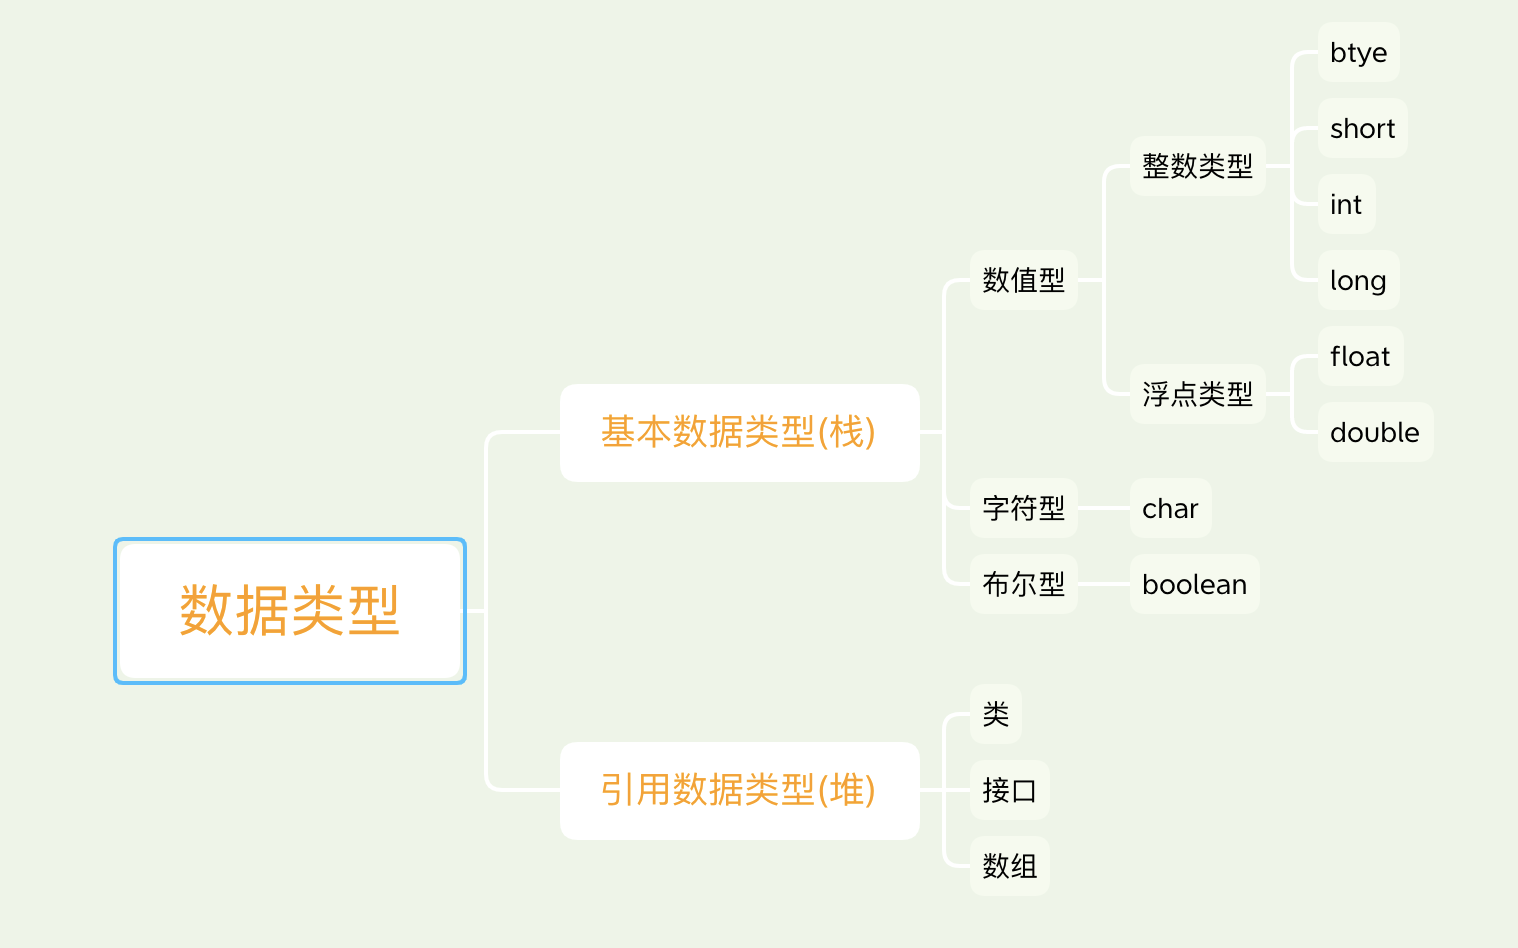 数据类型
基本数据类型(栈)
数值型
整数类型
btye
short
int
long
浮点类型
float
double
字符型
char
布尔型
boolean
引用数据类型(堆)
类
接口
数组